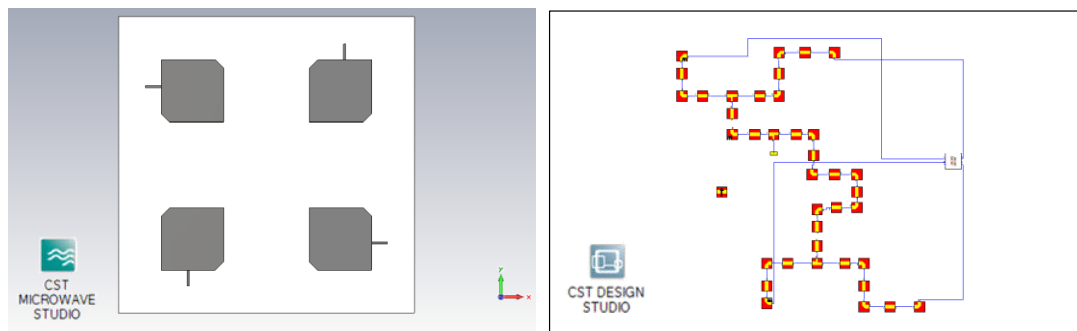 CST
MICROWAVE
STUDIO
y
x
CST DESIGN
STUDIO